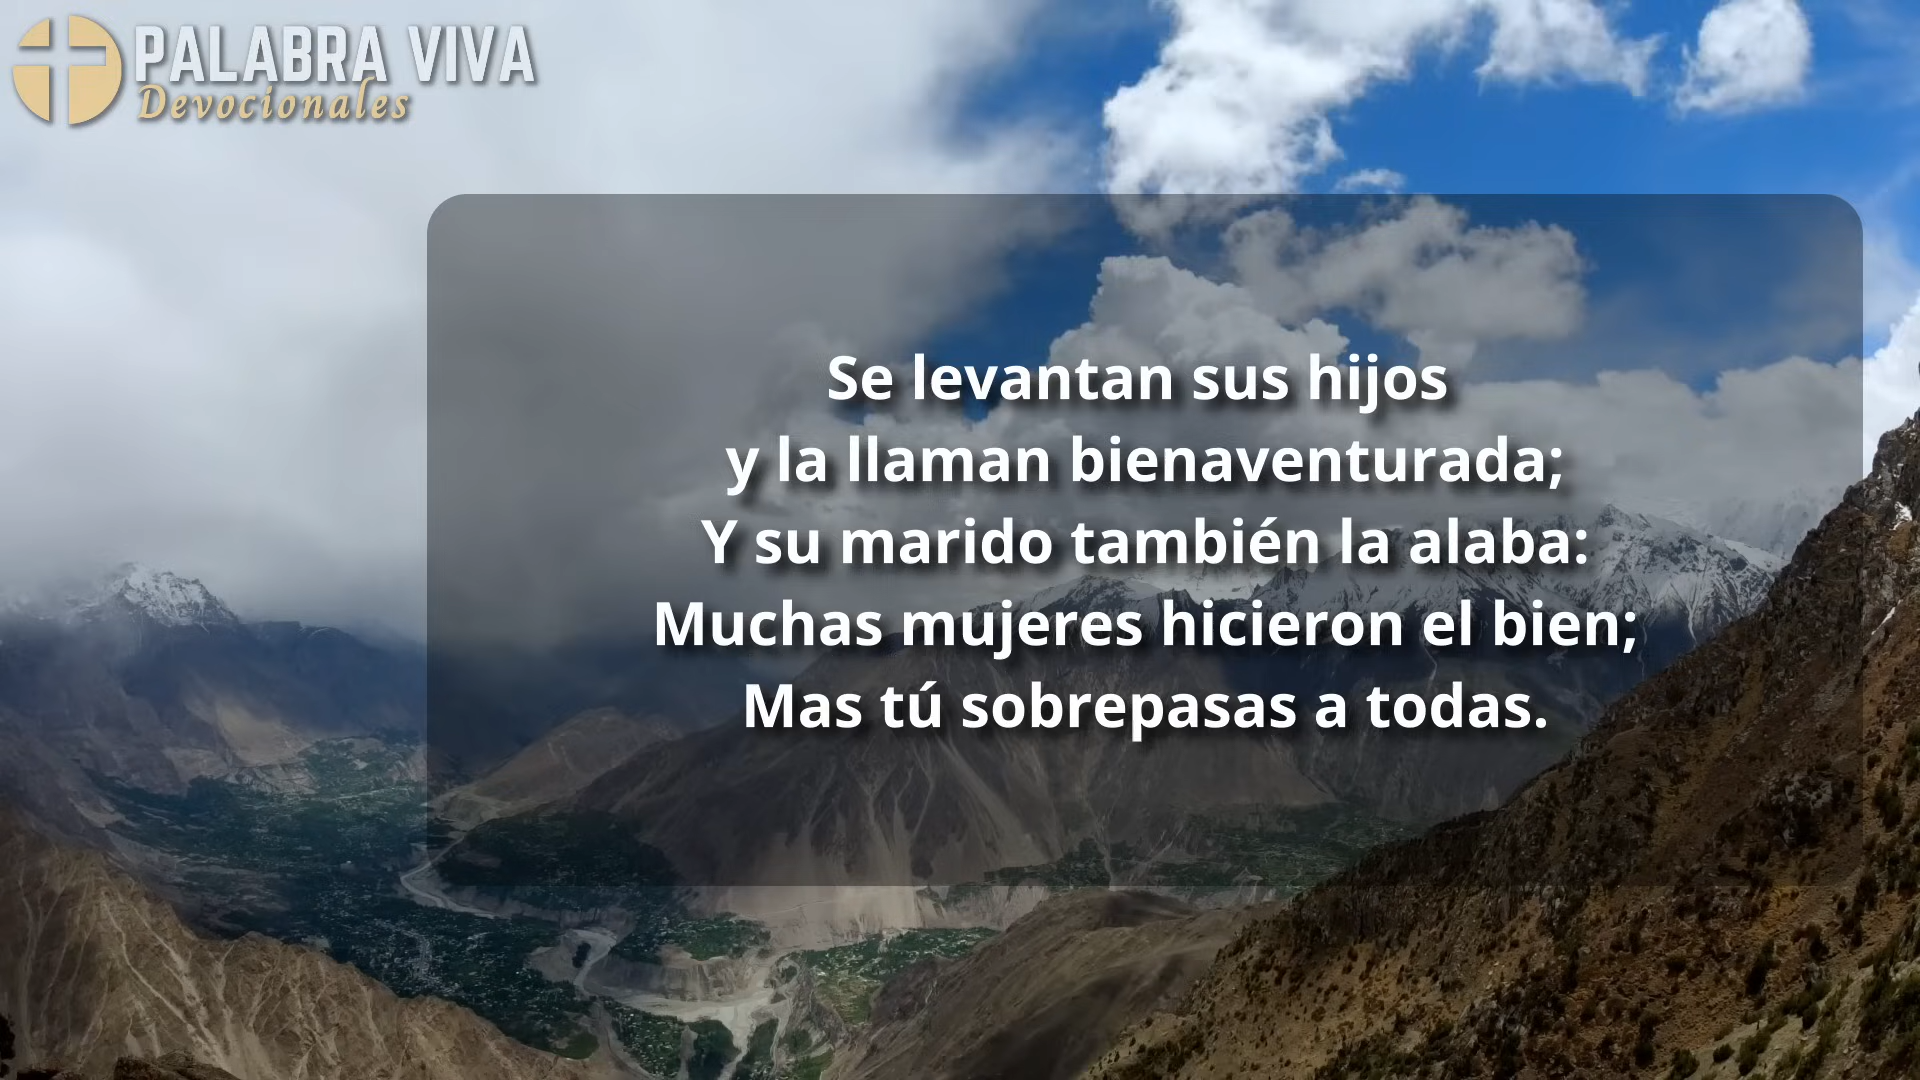 PALABRA VIVA
Devocionales
Se levantan sus hijos
y la llaman bienaventurada;
Y su marido también la alaba:
Muchas mujeres hicieron el bien;
Mas tú sobrepasas a todas.